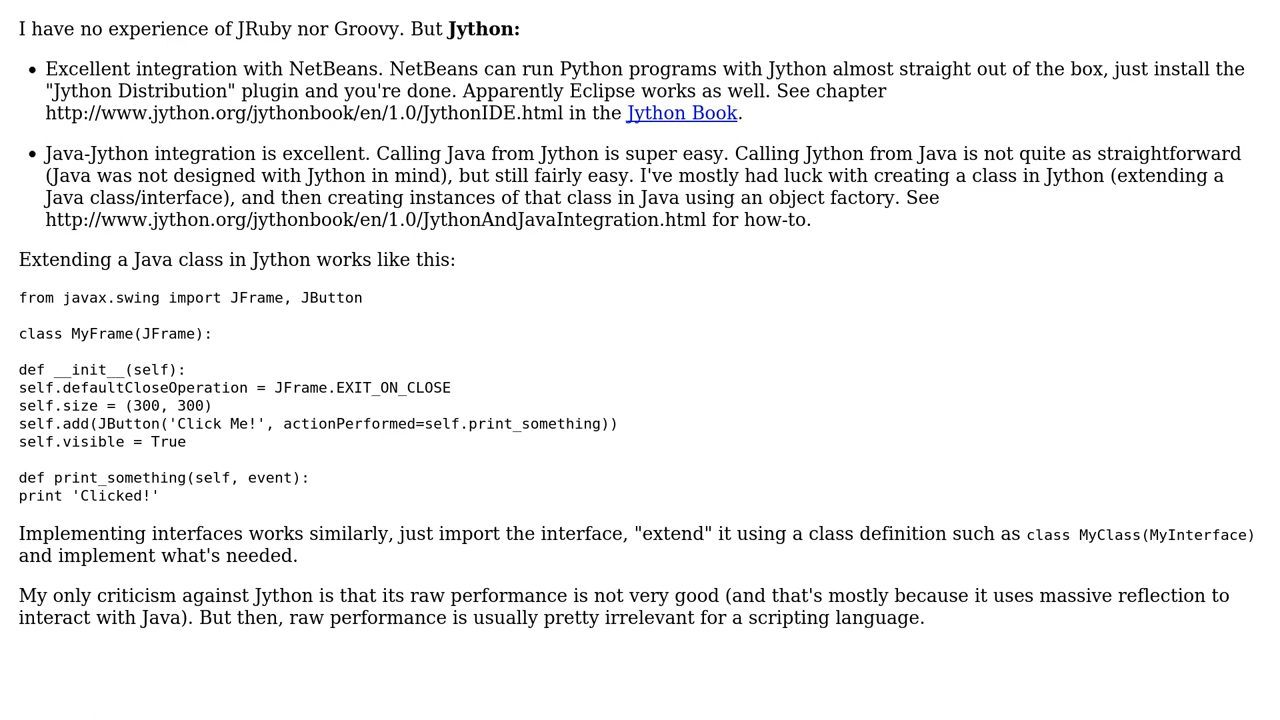 I have no experience of JRuby nor Groovy. But Jython:
• Excellent integration with NetBeans. NetBeans can run Python programs with Jython almost straight out of the box, just install the
"Jython Distribution" plugin and you're done. Apparently Eclipse works as well. See chapter
http://www.jython.org/jythonbook/en/1.0/JythonIDE.html in the Jython Book.
• Java-Jython integration is excellent. Calling Java from Jython is super easy. Calling Jython from Java is not quite as straightforward
(Java was not designed with Jython in mind), but still fairly easy. I've mostly had luck with creating a class in Jython (extending a
Java class/interface), and then creating instances of that class in Java using an object factory. See
http://www.jython.org/jythonbook/en/1.0/JythonAndJavaIntegration.html for how-to.
Extending a Java class in Jython works like this:
from javax.swing import JFrame, JButton
class MyFrame(JFrame):
def __init__(self):
self.defaultCloseOperation = JFrame.EXIT_ON_CLOSE
self.size = (300, 300)
self.add(JButton('Click Me!', actionPerformed=self.print_something))
self.visible = True
def print_something(self, event):
print 'Clicked!'
Implementing interfaces works similarly, just import the interface, "extend" it using a class definition such as class MyClass(MyInterface)
and implement what's needed.
My only criticism against Jython is that its raw performance is not very good (and that's mostly because it uses massive reflection to
interact with Java). But then, raw performance is usually pretty irrelevant for a scripting language.